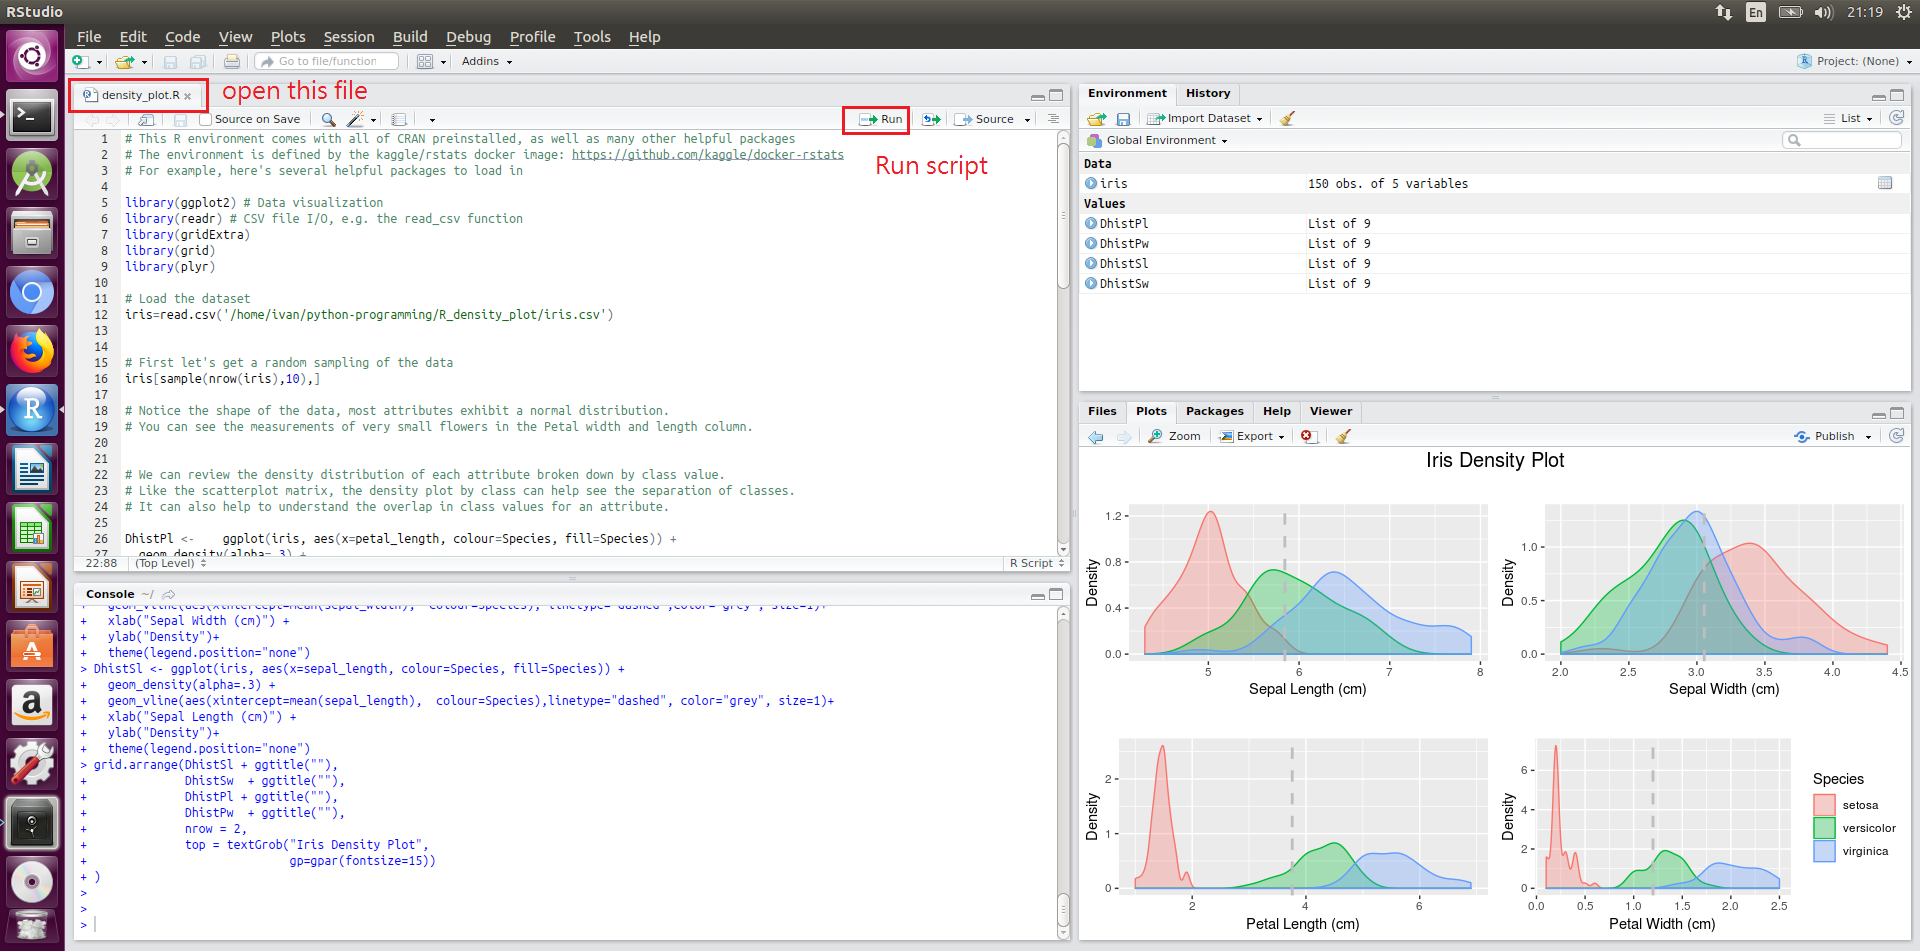 RStudio
En
21:19
File Edit Code View Plots Session Build Debug Profile Tools Help
Go to file/function
Addins
Project: (None)
density_plot.R
open this file
Source on Save
Run
Source
Run script
1 # This R environment comes with all of CRAN preinstalled, as well as many other helpful packages
2 # The environment is defined by the kaggle/rstats docker image: https://github.com/kaggle/docker-rstats
3 # For example, here's several helpful packages to load in
4
5 library(ggplot2) # Data visualization
6 library(readr) # CSV file I/O, e.g. the read_csv function
7 library(gridExtra)
8 library(grid)
9 library(plyr)
10
11 # Load the dataset
12 iris=read.csv('/home/ivan/python-programming/R_density_plot/iris.csv')
13
14
15 # First let's get a random sampling of the data
16 iris[sample(nrow(iris),10),]
17
18 # Notice the shape of the data, most attributes exhibit a normal distribution.
19 # You can see the measurements of very small flowers in the Petal width and length column.
20
21
22 # We can review the density distribution of each attribute broken down by class value.
23 # Like the scatterplot matrix, the density plot by class can help see the separation of classes.
24 # It can also help to understand the overlap in class values for an attribute.
25
26 DhistPl <-    ggplot(iris, aes(x=petal_length, colour=Species, fill=Species)) +
27   geom_density(alpha=.3) +
22:88 (Top Level) R Script
Console ~/
+   geom_vline(aes(xintercept=mean(sepal_width),  colour=Species), linetype="dashed",color="grey", size=1)+
+   xlab("Sepal Width (cm)") +
+   ylab("Density")+
+   theme(legend.position="none")
> DhistSl <- ggplot(iris, aes(x=sepal_length, colour=Species, fill=Species)) +
+   geom_density(alpha=.3) +
+   geom_vline(aes(xintercept=mean(sepal_length),  colour=Species),linetype="dashed", color="grey", size=1)+
+   xlab("Sepal Length (cm)") +
+   ylab("Density")+
+   theme(legend.position="none")
> grid.arrange(DhistSl + ggtitle(""),
+              DhistSw  + ggtitle(""),
+              DhistPl + ggtitle(""),
+              DhistPw  + ggtitle(""),
+              nrow = 2,
+              top = textGrob("Iris Density Plot",
+                             gp=gpar(fontsize=15))
+ )
>
>
>
Environment History
Import Dataset
List
Global Environment
Data
iris 150 obs. of 5 variables
Values
DhistPl List of 9
DhistPw List of 9
DhistSl List of 9
DhistSw List of 9
Files Plots Packages Help Viewer
Zoom Export Publish
Iris Density Plot
Density
1.2
0.8
0.4
0.0
5 6 7 8
Sepal Length (cm)
Density
1.0
0.5
0.0
2.0 2.5 3.0 3.5 4.0 4.5
Sepal Width (cm)
Density
2
1
0
2 4 6
Petal Length (cm)
Density
6
4
2
0
0.0 0.5 1.0 1.5 2.0 2.5
Petal Width (cm)
Species
setosa
versicolor
virginica